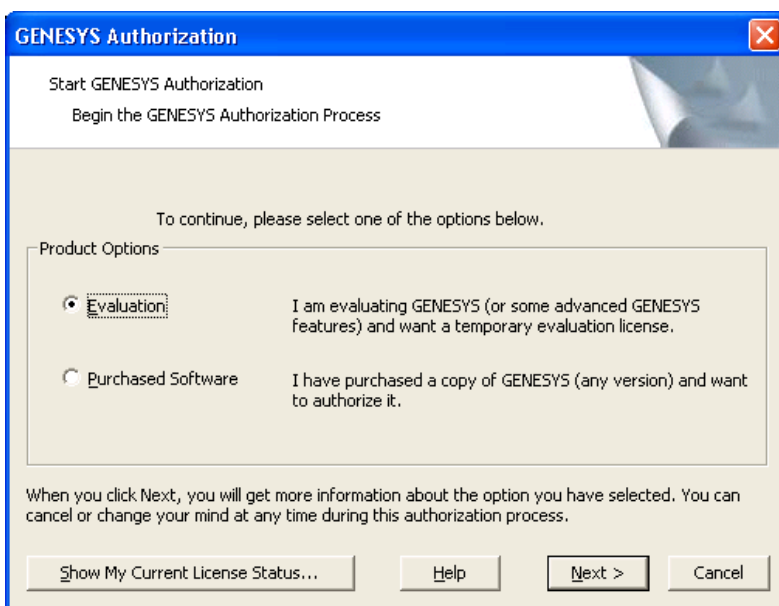 GENESYS Authorization
Start GENESYS Authorization
Begin the GENESYS Authorization Process
To continue, please select one of the options below.
Product Options
Evaluation
I am evaluating GENESYS (or some advanced GENESYS
features) and want a temporary evaluation license.
Purchased Software
I have purchased a copy of GENESYS (any version) and want
to authorize it.
When you click Next, you will get more information about the option you have selected. You can
cancel or change your mind at any time during this authorization process.
Show My Current License Status...
Help
Next >
Cancel